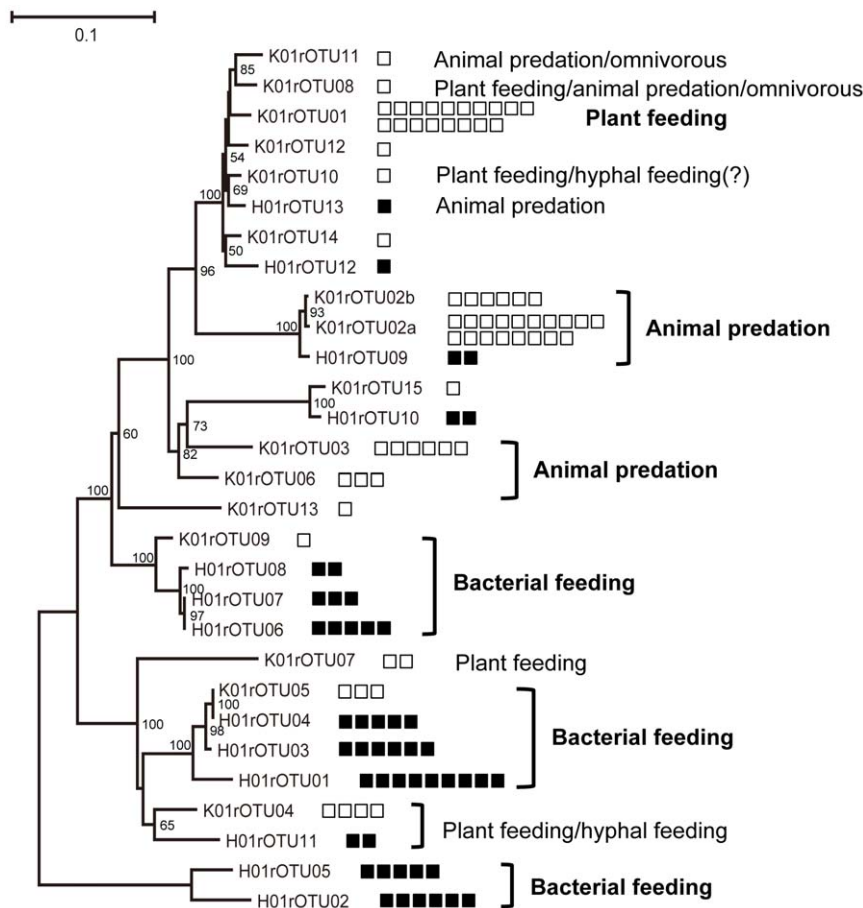 0.1
K01rOTU11 Animal predation/omnivorous
85
K01rOTU08 Plant feeding/animal predation/omnivorous
K01rOTU01
Plant feeding
54
K01rOTU12
K01rOTU10 Plant feeding/hyphal feeding(?)
69
100
H01rOTU13 Animal predation
K01rOTU14
50
H01rOTU12
96
K01rOTU02b
93
K01rOTU02a
100
Animal predation
H01rOTU09
100
K01rOTU15
100
H01rOTU10
73
60
K01rOTU03
82
Animal predation
K01rOTU06
100
K01rOTU13
K01rOTU09
100
H01rOTU08
Bacterial feeding
100
H01rOTU07
97
H01rOTU06
K01rOTU07 Plant feeding
K01rOTU05
100
100
H01rOTU04
98
Bacterial feeding
100
H01rOTU03
H01rOTU01
K01rOTU04
65
Plant feeding/hyphal feeding
H01rOTU11
H01rOTU05
Bacterial feeding
H01rOTU02